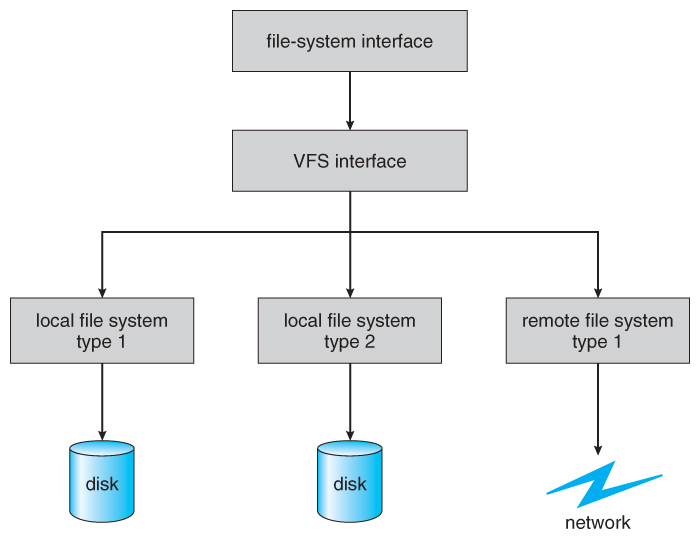 file-system interface
VFS interface
local file system
type 1
local file system
type 2
remote file system
type 1
disk
disk
network